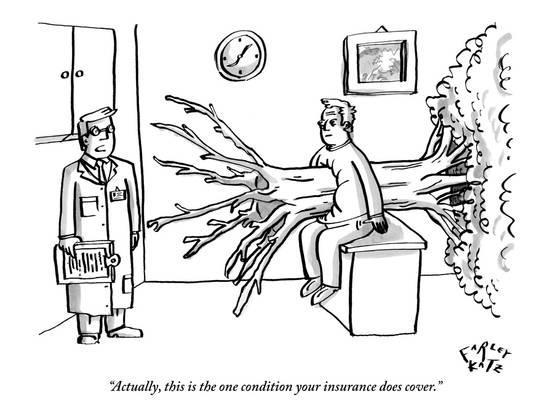 FARLEY
KATZ
“Actually, this is the one condition your insurance does cover.”